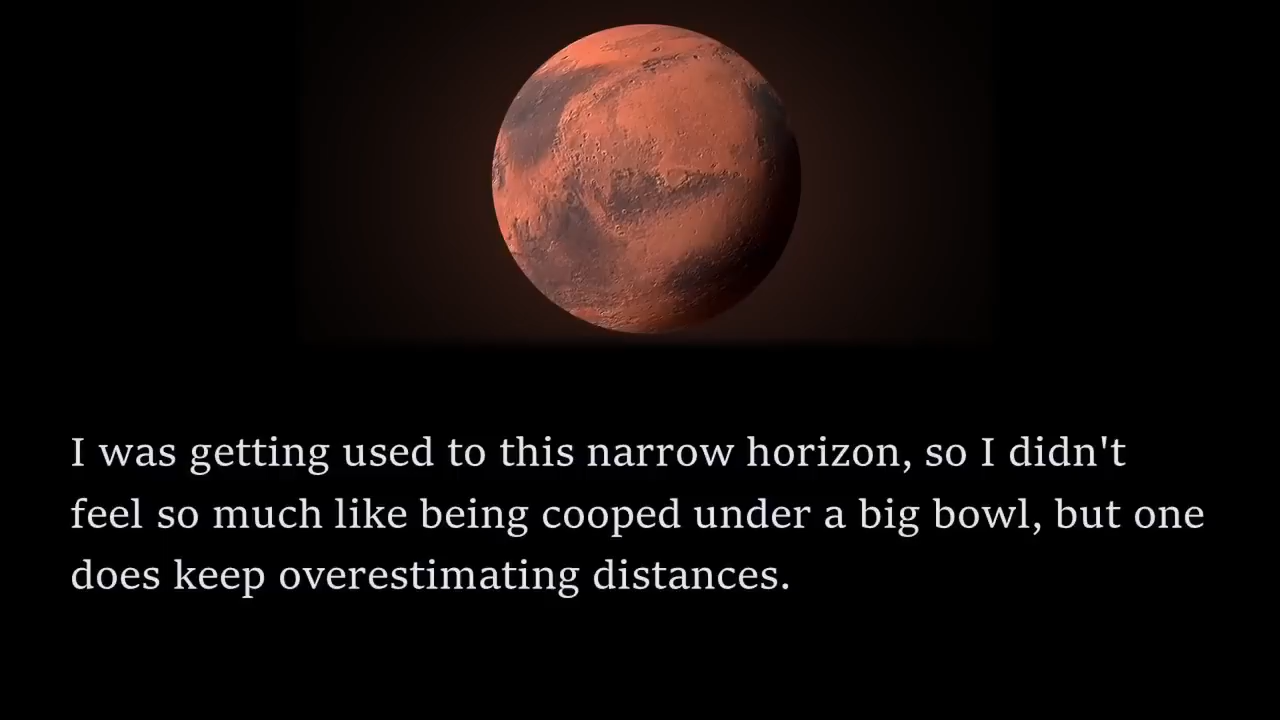 I was getting used to this narrow horizon, so I didn't
feel so much like being cooped under a big bowl, but one
does keep overestimating distances.